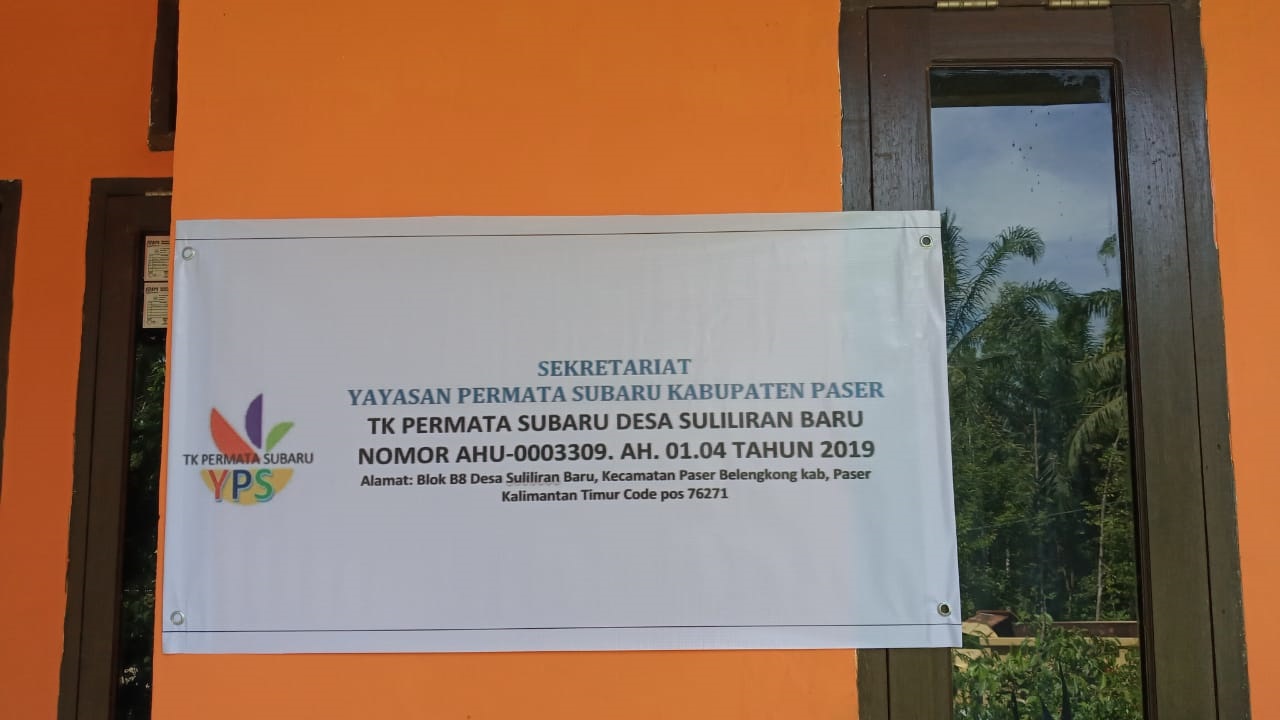 SEKRETARIAT
YAYASAN PERMATA SUBARU KABUPATEN PASER
TK PERMATA SUBARU DESA SULILIRAN BARU
NOMOR AHU-0003309. AH. 01.04 TAHUN 2019
Alamat: Blok B8 Desa Suliliran Baru, Kecamatan Paser Belengkong kab, Paser
Kalimantan Timur Code pos 76271
TK PERMATA SUBARU
YPS